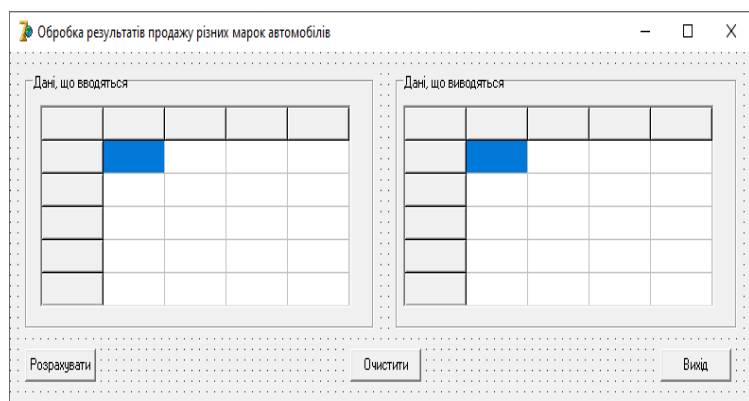 Обробка результатів продажу різних марок автомобілів
Дані, що вводяться
Дані, що виводяться
Розрахувати
Очистити
Вихід